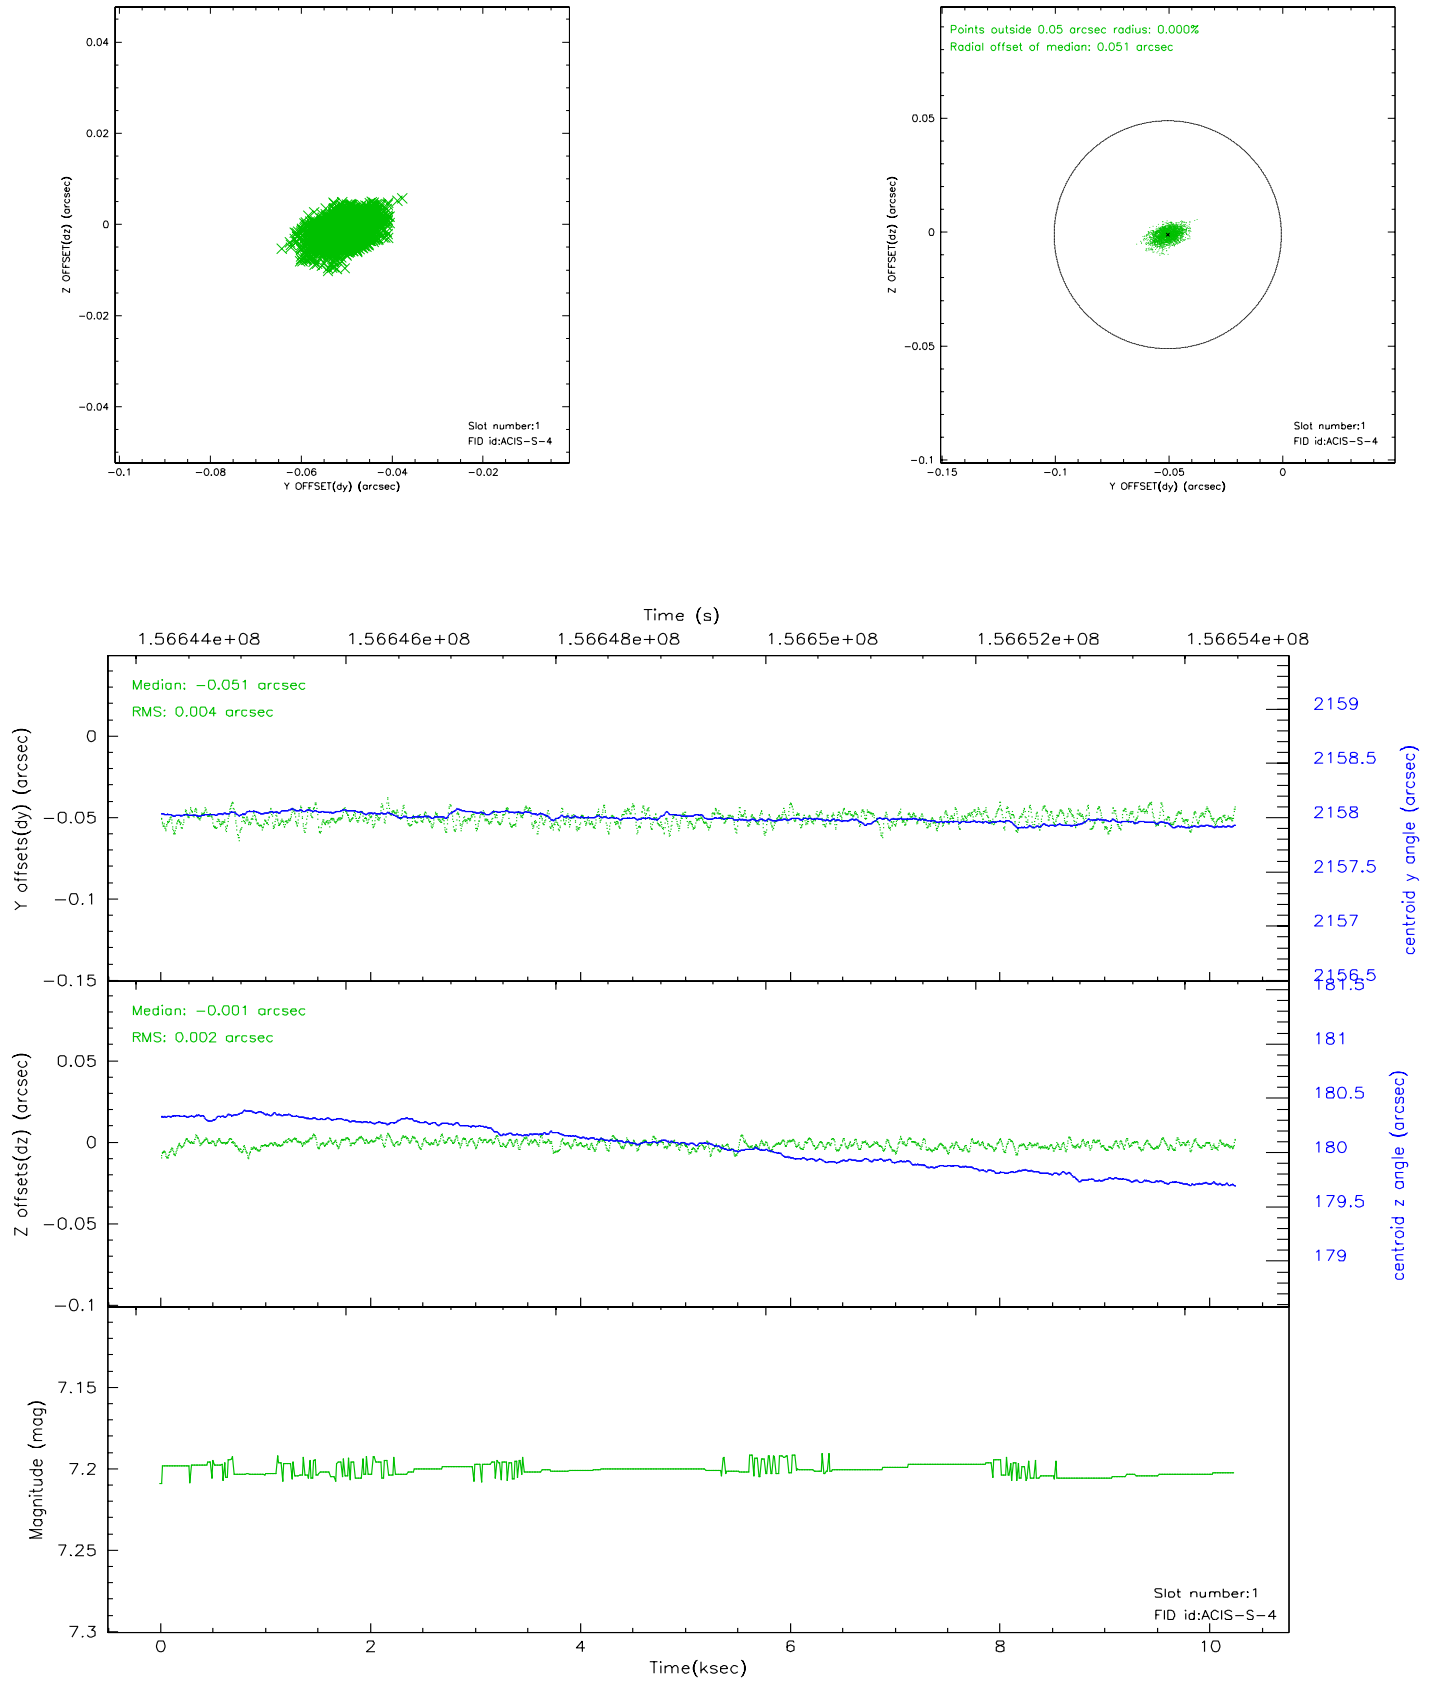 0.04
0.02
0
−0.02
−0.04
Z OFFSET(dz) (arcsec)
Slot number:1
FID id:ACIS−S−4
−0.1 −0.08 −0.06 −0.04 −0.02
Y OFFSET(dy) (arcsec)
Points outside 0.05 arcsec radius: 0.000%
Radial offset of median: 0.051 arcsec
0.05
0
−0.05
−0.1
Z OFFSET(dz) (arcsec)
Slot number:1
FID id:ACIS−S−4
−0.15 −0.1 −0.05 0
Y OFFSET(dy) (arcsec)
Time (s)
1.56644e+08 1.56646e+08 1.56648e+08 1.5665e+08 1.56652e+08 1.56654e+08
Median: −0.051 arcsec
RMS: 0.004 arcsec
0
−0.05
−0.1
−0.15
Y offsets(dy) (arcsec)
2159
2158.5
2158
2157.5
2157
2156.5
centroid y angle (arcsec)
Median: −0.001 arcsec
RMS: 0.002 arcsec
0.05
0
−0.05
−0.1
Z offsets(dz) (arcsec)
181.5
181
180.5
180
179.5
179
centroid z angle (arcsec)
7.15
7.2
7.25
7.3
Magnitude (mag)
Slot number:1
FID id:ACIS−S−4
0 2 4 6 8 10
Time(ksec)